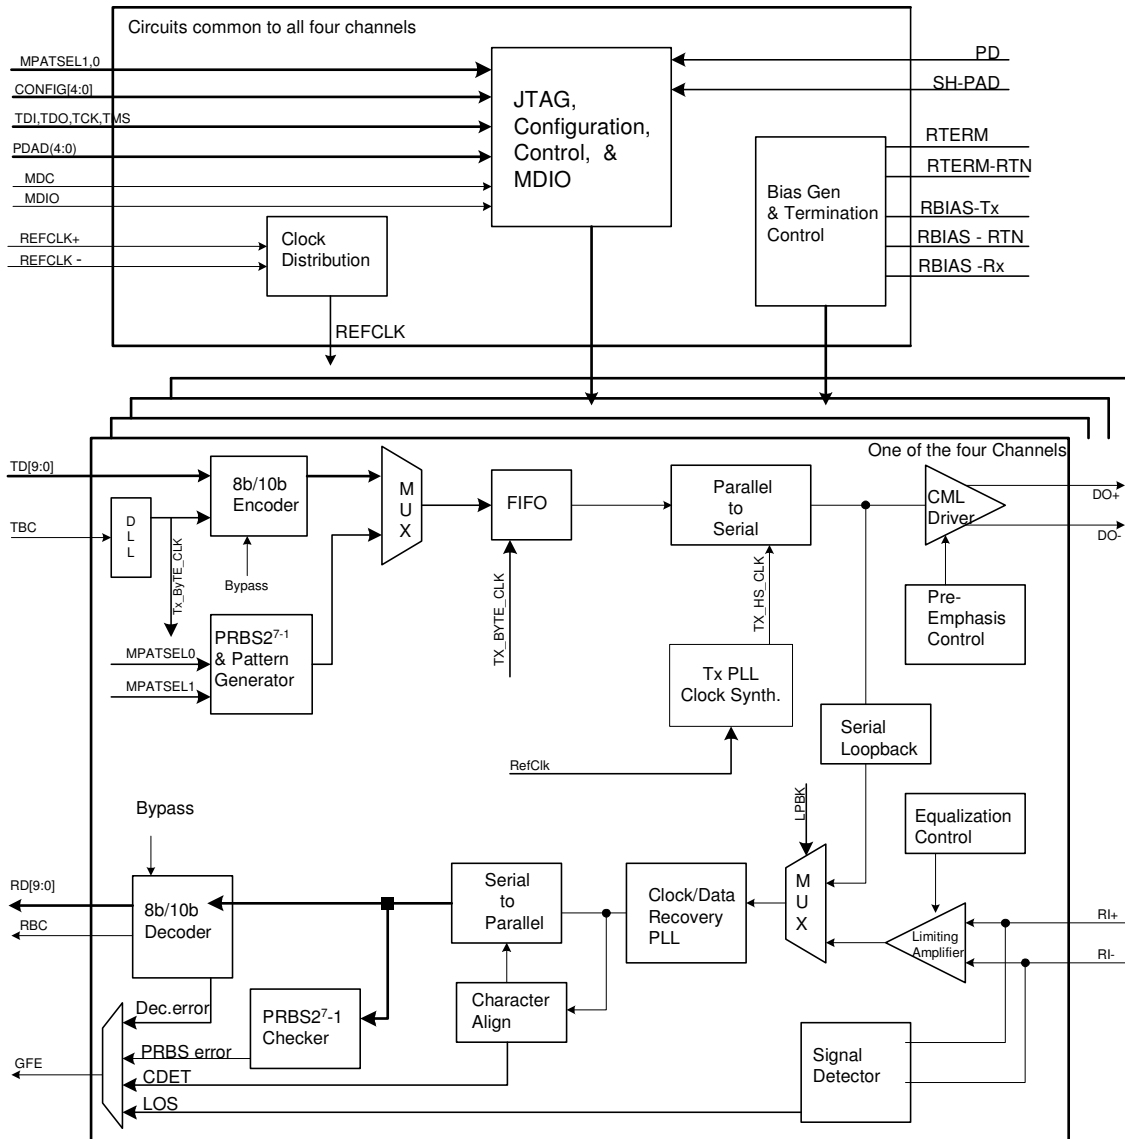 Circuits common to all four channels
MPATSEL1,0
CONFIG[4:0]
TDI,TDO,TCK,TMS
PDAD(4:0)
MDC
MDIO
REFCLK+
REFCLK -
JTAG,
Configuration,
Control, &
MDIO
PD
SH-PAD
Clock
Distribution
REFCLK
Bias Gen
& Termination
Control
RTERM
RTERM-RTN
RBIAS-Tx
RBIAS - RTN
RBIAS -Rx
One of the four Channels
TD[9:0]
TBC
DLL
Tx_ByTE_CLK
8b/10b
Encoder
Bypass
MPATSEL0
MPATSEL1
PRBS2⁷⁻¹
& Pattern
Generator
MUX
FIFO
TX_BYTE_CLK
Parallel
to
Serial
TX_HS_CLK
Tx PLL
Clock Synth.
RefClk
CML
Driver
DO+
DO-
Pre-
Emphasis
Control
Serial
Loopback
LPBK
Equalization
Control
Bypass
RD[9:0]
RBC
8b/10b
Decoder
Serial
to
Parallel
Clock/Data
Recovery
PLL
MUX
Limiting
Amplifier
RI+
RI-
Character
Align
PRBS2⁷-1
Checker
Dec.error
PRBS error
CDET
LOS
GFE
Signal
Detector